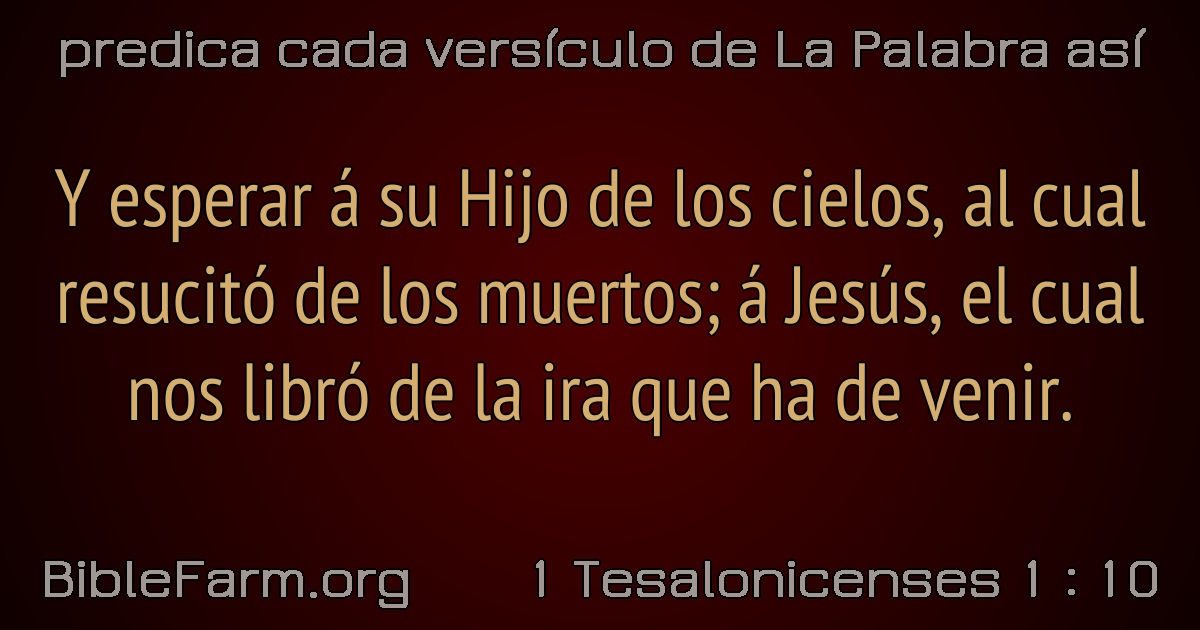 predica cada versículo de La Palabra así
Y esperar á su Hijo de los cielos, al cual
resucitó de los muertos; á Jesús, el cual
nos libró de la ira que ha de venir.
BibleFarm.org 1 Tesalonicenses 1 : 10